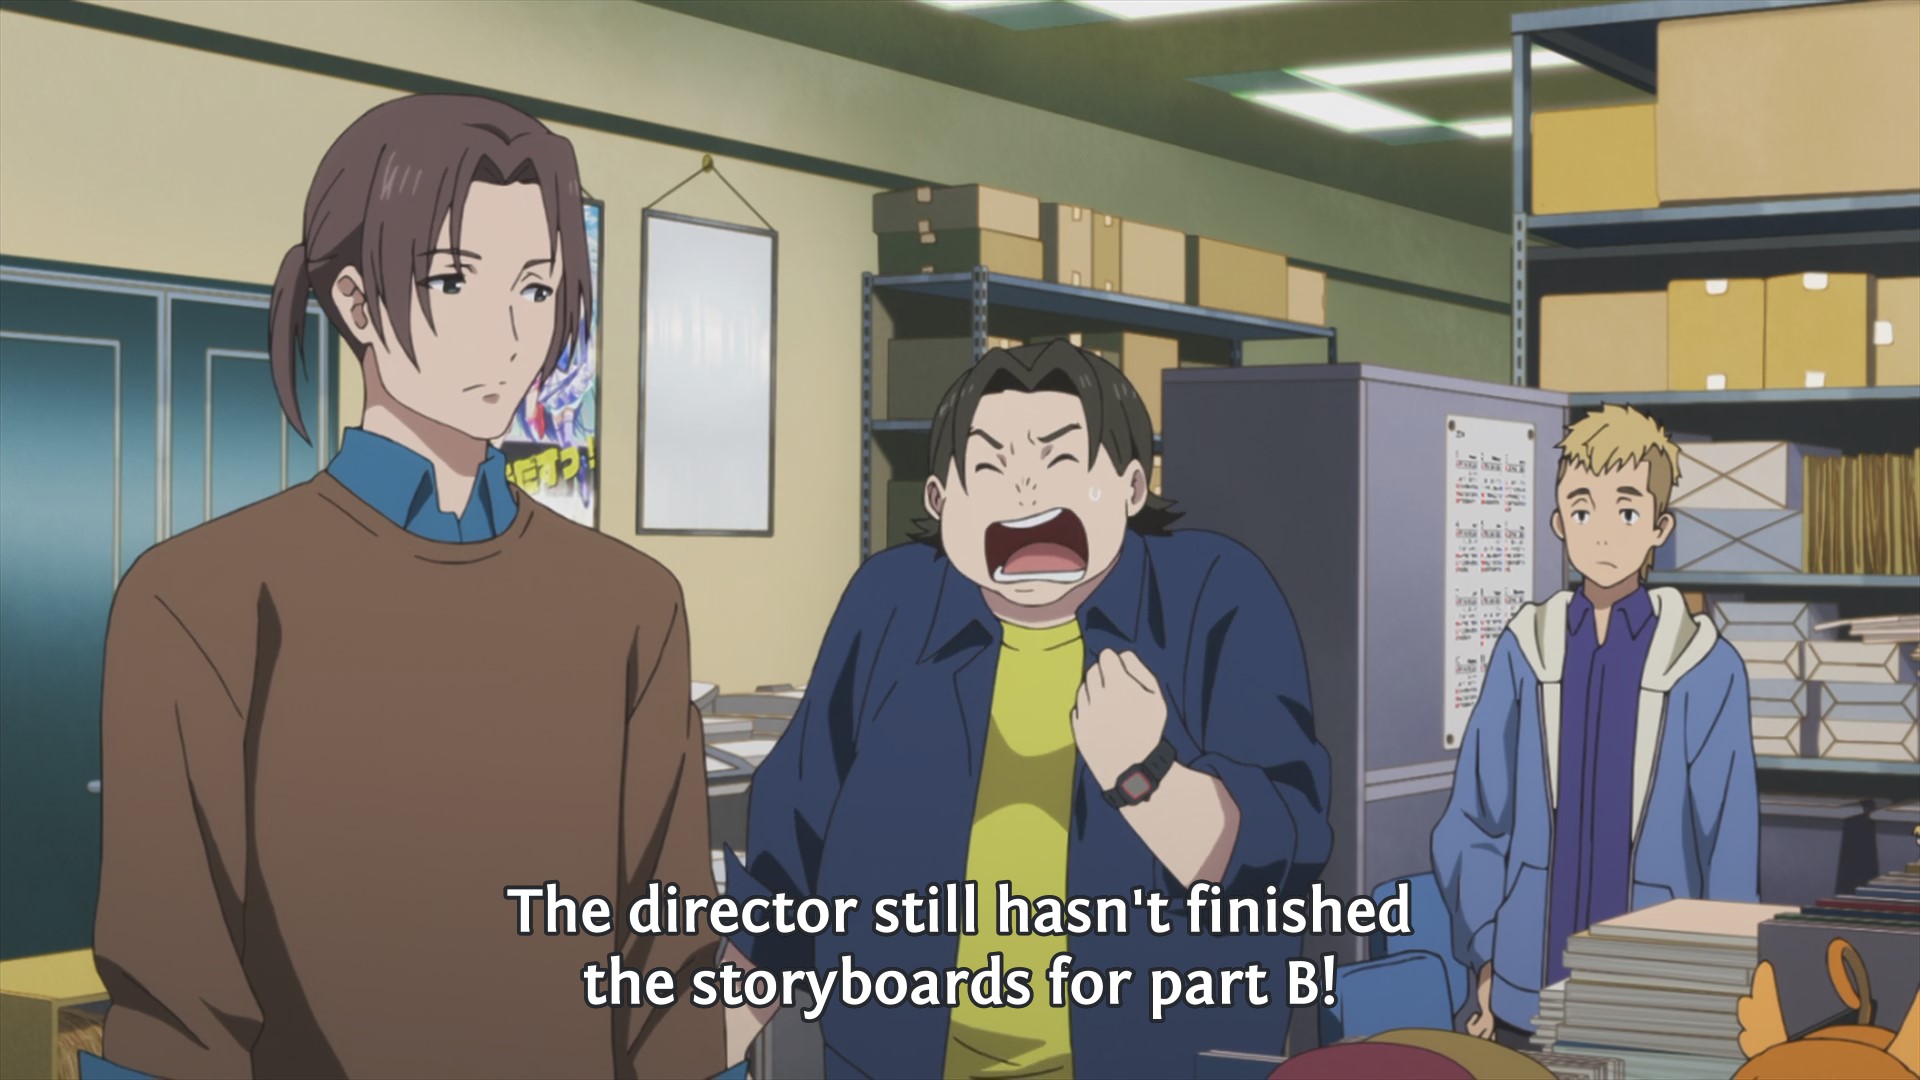 The director still hasn't finished
the storyboards for part B!